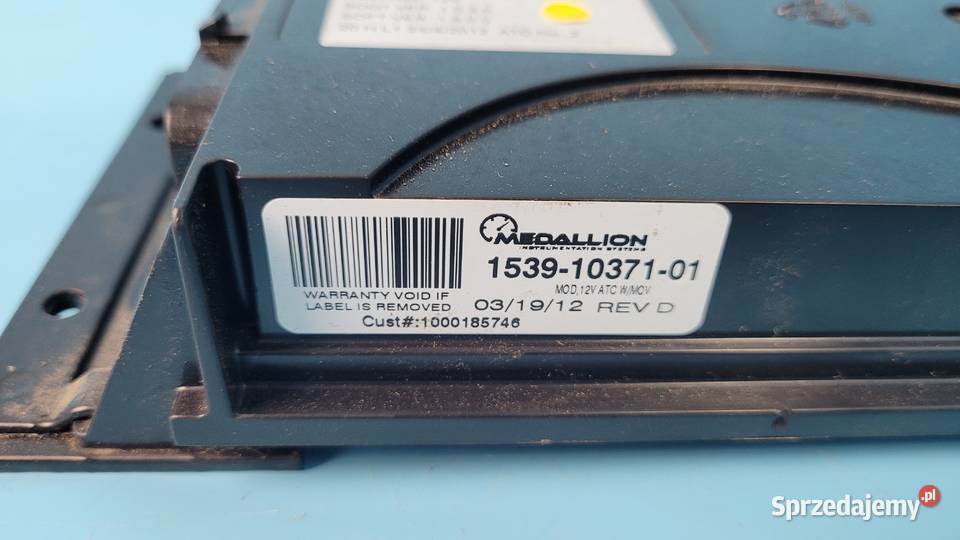 MEDALLION
INSTRUMENTATION SYSTEMS
1539-10371-01
MOD,12V ATC W/MOV
WARRANTY VOID IF
LABEL IS REMOVED
03/19/12 REV D
Cust#:1000185746
Sprzedajemy.pl